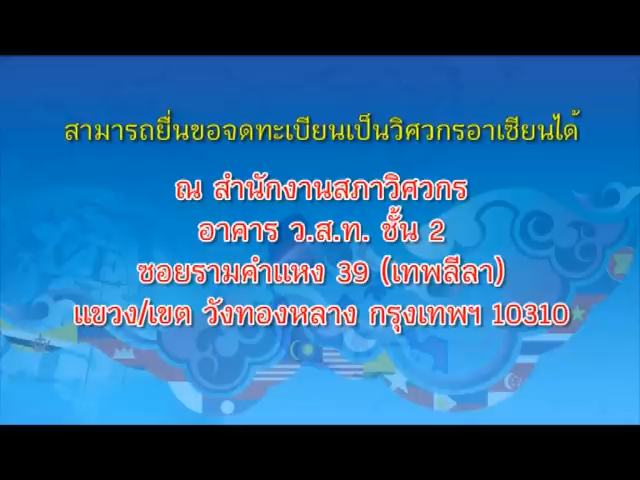 สามารถยื่นขอจดทะเบียนเป็นวิศวกรอาเซียนได้
ณ สำนักงานสภาวิศวกร
อาคาร ว.ส.ท. ชั้น 2
ซอยรามคำแหง 39 (เทพลีลา)
แขวง/เขต วังทองหลาง กรุงเทพฯ 10310